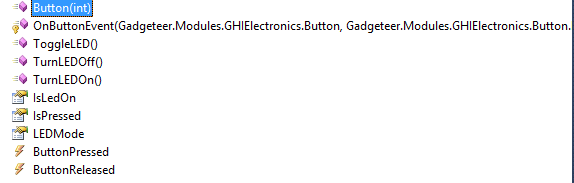 Button(int)
OnButtonEvent(Gadgeteer.Modules.GHIElectronics.Button, Gadgeteer.Modules.GHIElectronics.Button.
ToggleLED()
TurnLEDOff()
TurnLEDOn()
IsLedOn
IsPressed
LEDMode
ButtonPressed
ButtonReleased